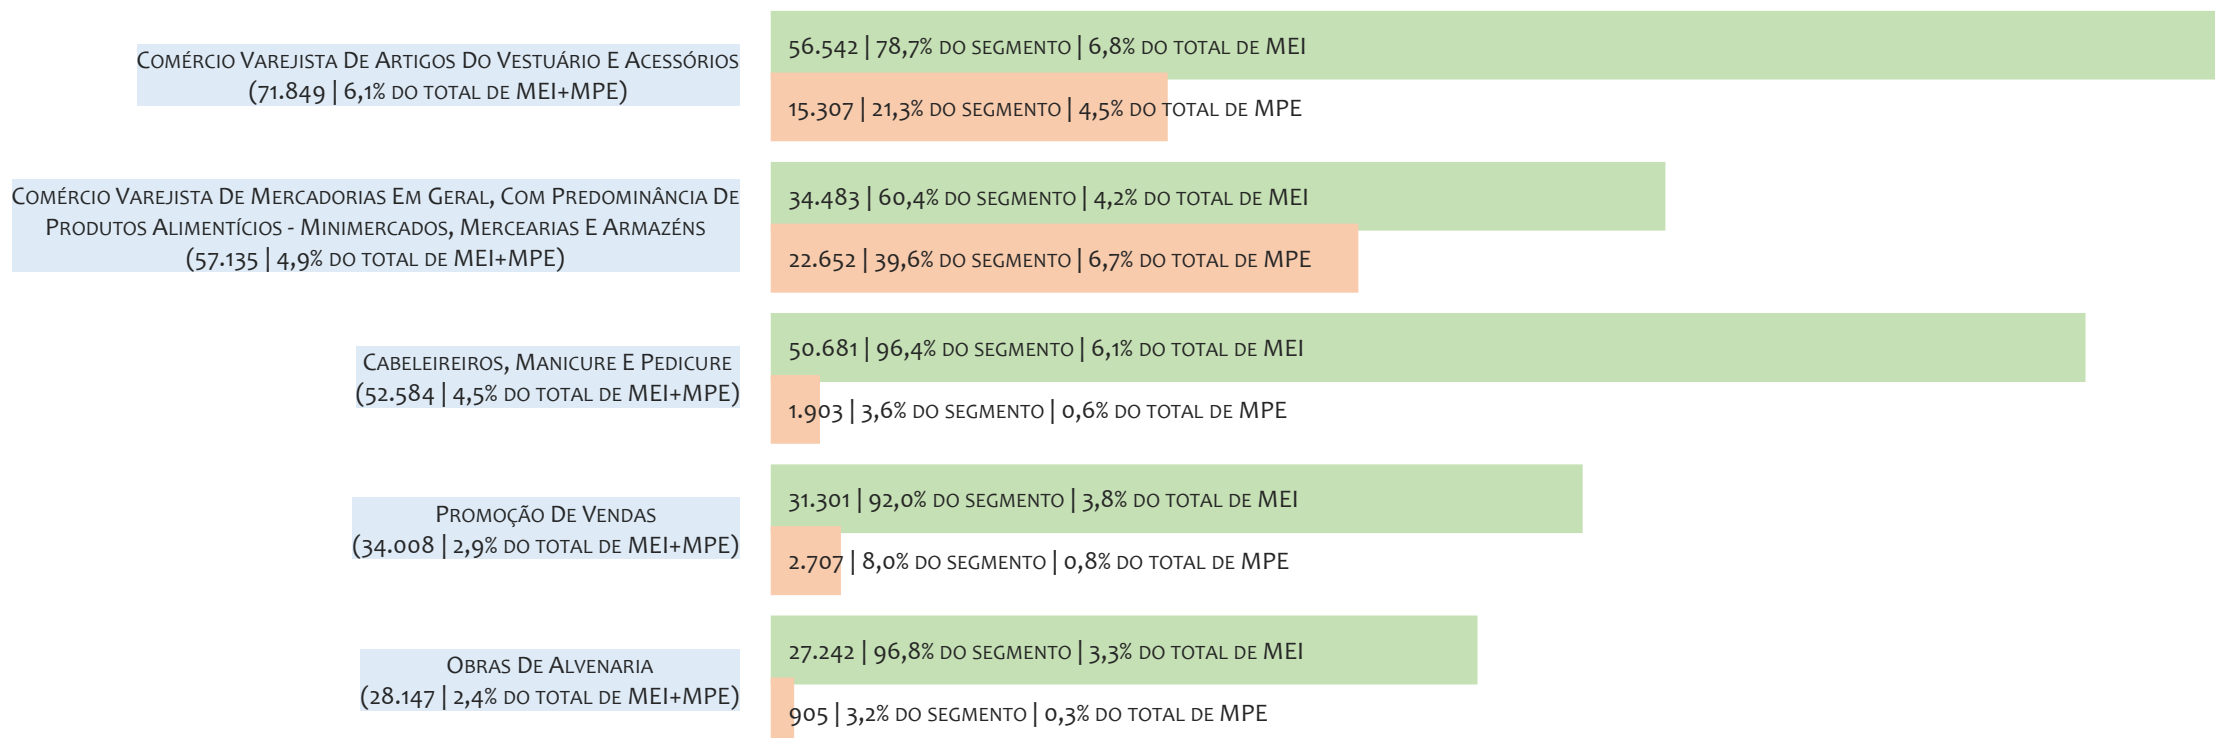 Comércio Varejista De Artigos Do Vestuário E Acessórios
(71.849 | 6,1% do total de MEI+MPE)
56.542 | 78,7% do segmento | 6,8% do total de MEI
15.307 | 21,3% do segmento | 4,5% do total de MPE
Comércio Varejista De Mercadorias Em Geral, Com Predominância De
Produtos Alimentícios - Minimercados, Mercearias E Armazéns
(57.135 | 4,9% do total de MEI+MPE)
34.483 | 60,4% do segmento | 4,2% do total de MEI
22.652 | 39,6% do segmento | 6,7% do total de MPE
Cabeleireiros, Manicure E Pedicure
(52.584 | 4,5% do total de MEI+MPE)
50.681 | 96,4% do segmento | 6,1% do total de MEI
1.903 | 3,6% do segmento | 0,6% do total de MPE
Promoção De Vendas
(34.008 | 2,9% do total de MEI+MPE)
31.301 | 92,0% do segmento | 3,8% do total de MEI
2.707 | 8,0% do segmento | 0,8% do total de MPE
Obras De Alvenaria
(28.147 | 2,4% do total de MEI+MPE)
27.242 | 96,8% do segmento | 3,3% do total de MEI
905 | 3,2% do segmento | 0,3% do total de MPE